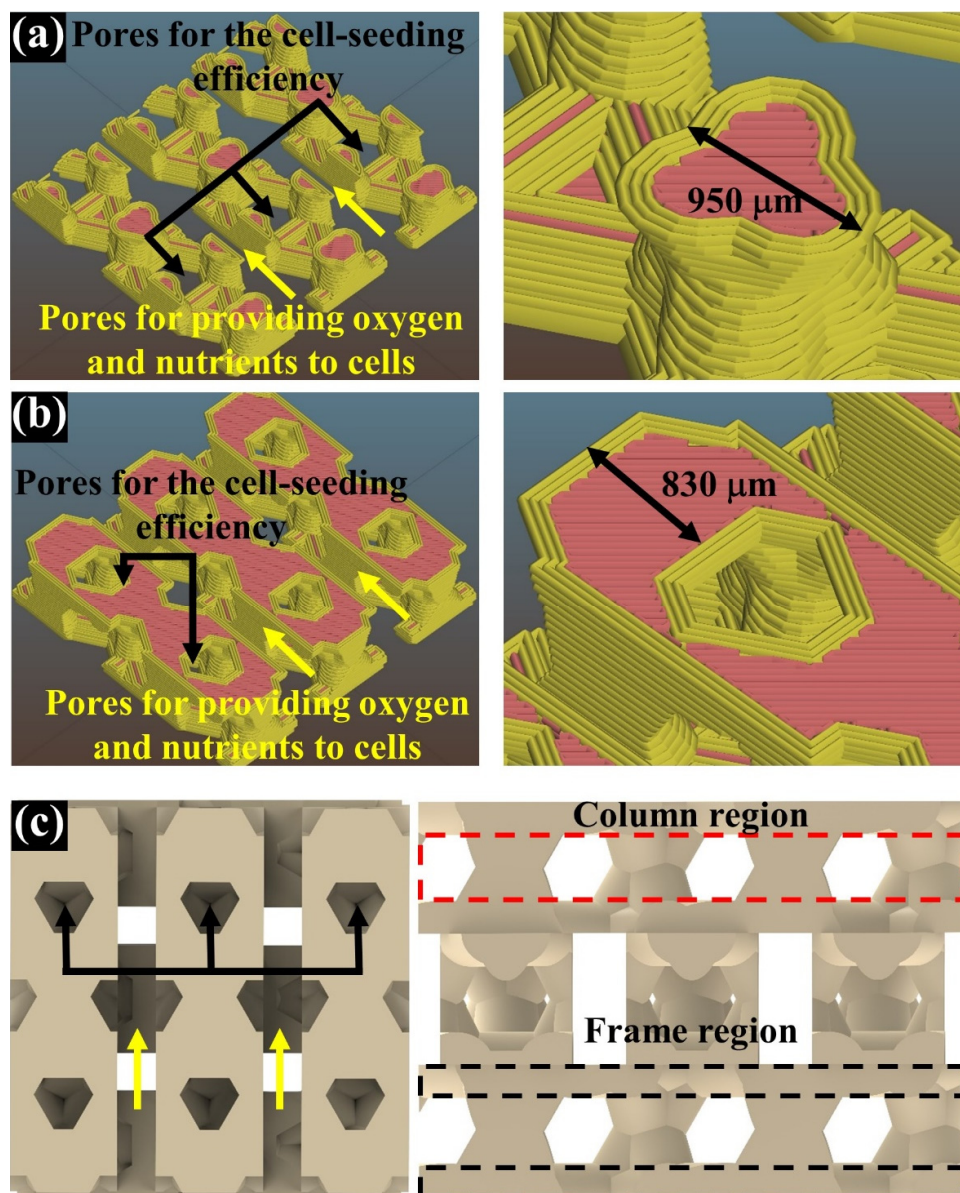 (a) Pores for the cell-seeding
efficiency
Pores for providing oxygen
and nutrients to cells
950 μm
(b)
Pores for the cell-seeding
efficiency
Pores for providing oxygen
and nutrients to cells
830 μm
(c)
Column region
Frame region